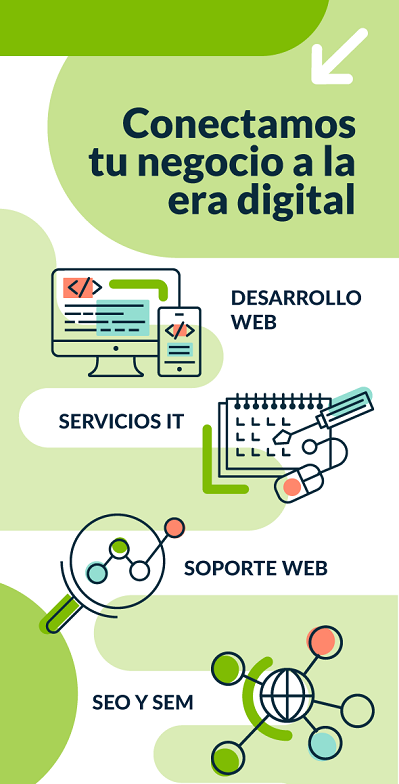 Conectamos
tu negocio a la
era digital
DESARROLLO
WEB
SERVICIOS IT
SOPORTE WEB
SEO Y SEM